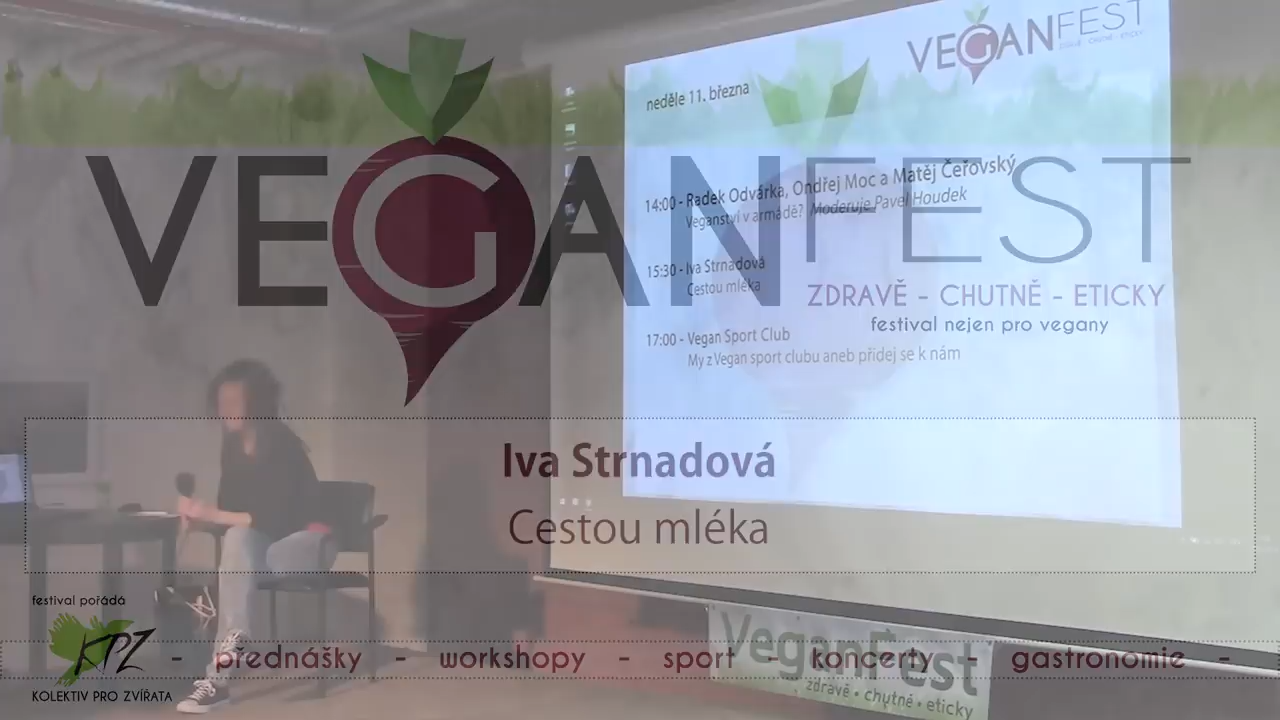 VEGANFEST
ZDRAVĚ - CHUTNĚ - ETICKY
festival nejen pro vegany
VEGANFEST
ZDRAVĚ - CHUTNĚ - ETICKY
neděle 11. března
14:00 - Radek Odvárka, Ondřej Moc a Matěj Čeřovský
Veganství v armádě? Moderuje Pavel Houdek
15:30 - Iva Strnadová
Cestou mléka
17:00 - Vegan Sport Club
My z Vegan sport clubu aneb přidej se k nám
Iva Strnadová
Cestou mléka
festival pořádá
KPZ
KOLEKTIV PRO ZVÍŘATA
- přednášky - workshopy - sport - koncerty - gastronomie -
VeganFest
zdravě • chutně • eticky